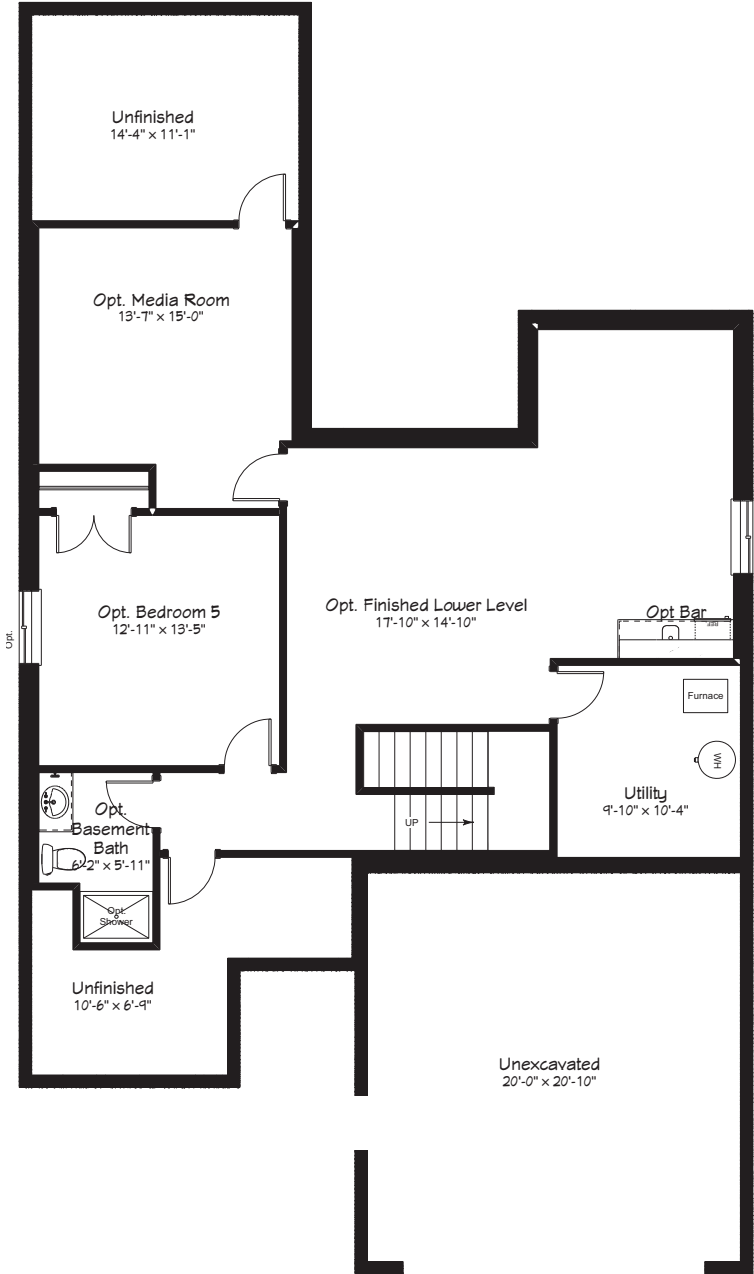 Unfinished
14'-4" x 11'-1"
Opt. Media Room
13'-7" x 15'-0"
Opt. Bedroom 5
12'-11" x 13'-5"
Opt. Finished Lower Level
17'-10" x 14'-10"
Opt Bar
REF.
Opt.
Furnace
WH
Utility
9'-10" x 10'-4"
UP
Opt.
Basement
Bath
6'-2" x 5'-11"
Opt.
Shower
Unfinished
10'-6" x 6'-9"
Unexcavated
20'-0" x 20'-10"